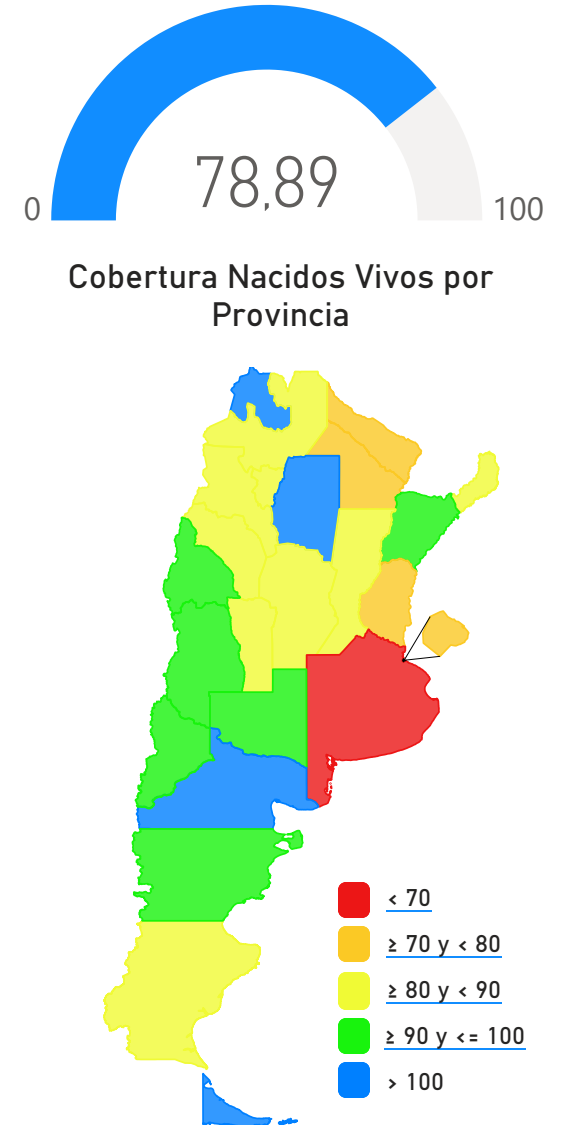 78,89
0
100
Cobertura Nacidos Vivos por
Provincia
< 70
≥ 70 y < 80
≥ 80 y < 90
≥ 90 y <= 100
> 100